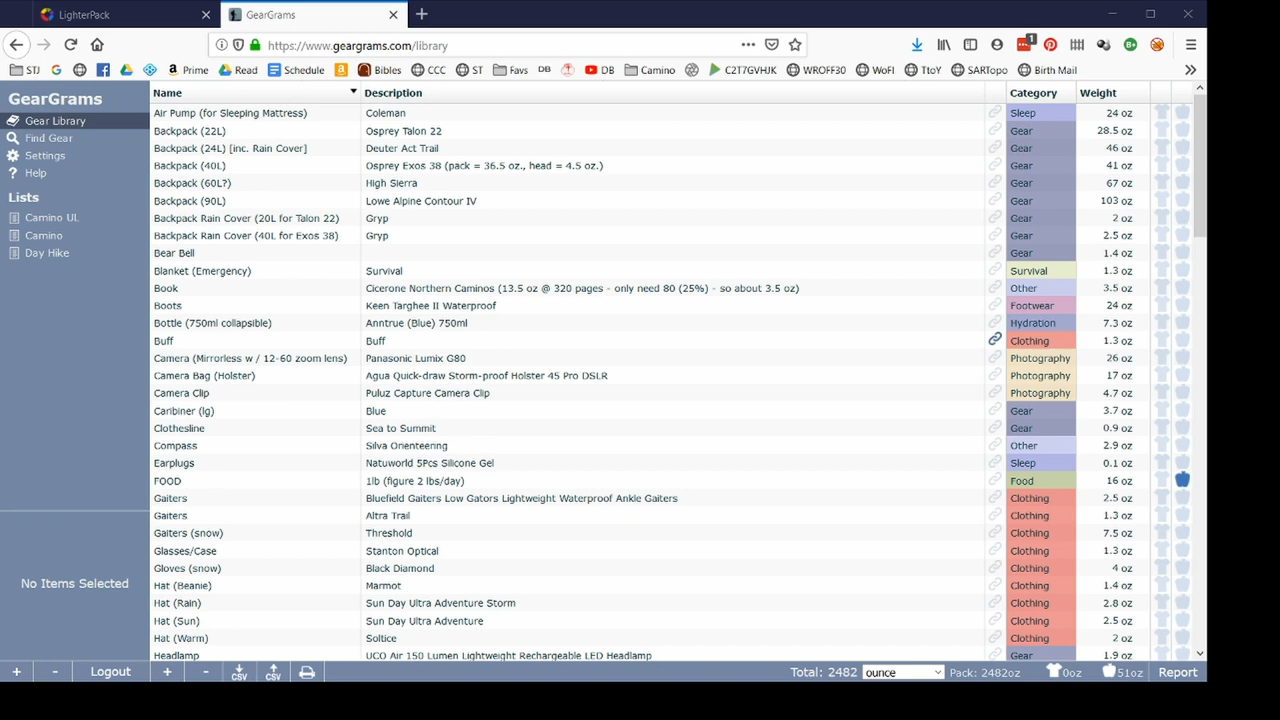 LighterPack
GearGrams
https://www.geargrams.com/library
1
STJ
Prime
Read
Schedule
Bibles
CCC
ST
Favs
DB
DB
Camino
C2T7GVHJK
WROFF30
WoFI
TtoY
SARTopo
Birth Mail
GearGrams
Gear Library
Find Gear
Settings
? Help
Lists
Camino UL
Camino
Day Hike
No Items Selected
Name Description Category Weight
Air Pump (for Sleeping Mattress) Coleman Sleep 24 oz
Backpack (22L) Osprey Talon 22 Gear 28.5 oz
Backpack (24L) [inc. Rain Cover] Deuter Act Trail Gear 46 oz
Backpack (40L) Osprey Exos 38 (pack = 36.5 oz., head = 4.5 oz.) Gear 41 oz
Backpack (60L?) High Sierra Gear 67 oz
Backpack (90L) Lowe Alpine Contour IV Gear 103 oz
Backpack Rain Cover (20L for Talon 22) Gryp Gear 2 oz
Backpack Rain Cover (40L for Exos 38) Gryp Gear 2.5 oz
Bear Bell Gear 1.4 oz
Blanket (Emergency) Survival Survival 1.3 oz
Book Cicerone Northern Caminos (13.5 oz @ 320 pages - only need 80 (25%) - so about 3.5 oz) Other 3.5 oz
Boots Keen Targhee II Waterproof Footwear 24 oz
Bottle (750ml collapsible) Anntrue (Blue) 750ml Hydration 7.3 oz
Buff Buff Clothing 1.3 oz
Camera (Mirrorless w / 12-60 zoom lens) Panasonic Lumix G80 Photography 26 oz
Camera Bag (Holster) Agua Quick-draw Storm-proof Holster 45 Pro DSLR Photography 17 oz
Camera Clip Puluz Capture Camera Clip Photography 4.7 oz
Caribiner (lg) Blue Gear 3.7 oz
Clothesline Sea to Summit Gear 0.9 oz
Compass Silva Orienteering Other 2.9 oz
Earplugs Natuworld 5Pcs Silicone Gel Sleep 0.1 oz
FOOD 1lb (figure 2 lbs/day) Food 16 oz
Gaiters Bluefield Gaiters Low Gators Lightweight Waterproof Ankle Gaiters Clothing 2.5 oz
Gaiters Altra Trail Clothing 1.3 oz
Gaiters (snow) Threshold Clothing 7.5 oz
Glasses/Case Stanton Optical Clothing 1.3 oz
Gloves (snow) Black Diamond Clothing 4 oz
Hat (Beanie) Marmot Clothing 1.4 oz
Hat (Rain) Sun Day Ultra Adventure Storm Clothing 2.8 oz
Hat (Sun) Sun Day Ultra Adventure Clothing 2.5 oz
Hat (Warm) Soltice Clothing 2 oz
Headlamp UCO Air 150 Lumen Lightweight Rechargeable LED Headlamp Gear 1.9 oz
+ - Logout + - CSV CSV Total: 2482 ounce Pack: 2482oz 0oz 51oz Report